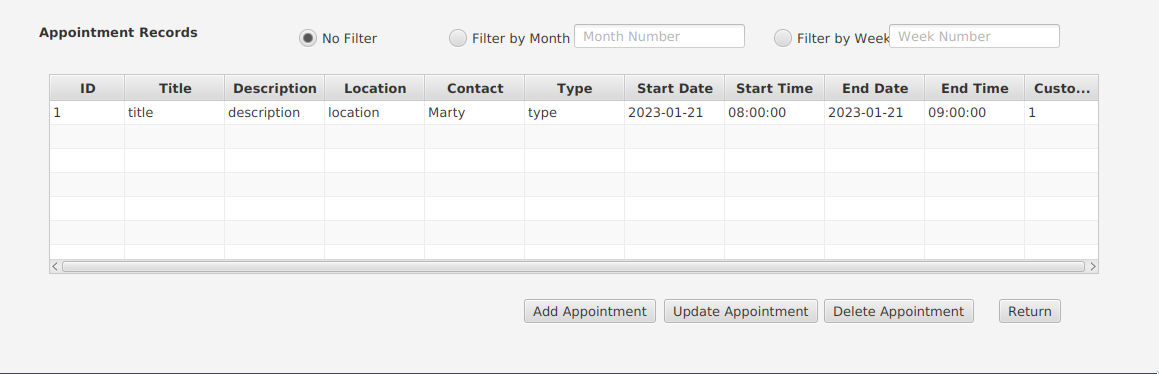 Appointment Records
No Filter
Filter by Month
Month Number
Filter by Week
Week Number
ID Title Description Location Contact Type Start Date Start Time End Date End Time Custo...
1 title description location Marty type 2023-01-21 08:00:00 2023-01-21 09:00:00 1
Add Appointment Update Appointment Delete Appointment Return